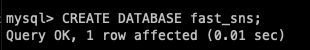 mysql> CREATE DATABASE fast_sns;
Query OK, 1 row affected (0.01 sec)